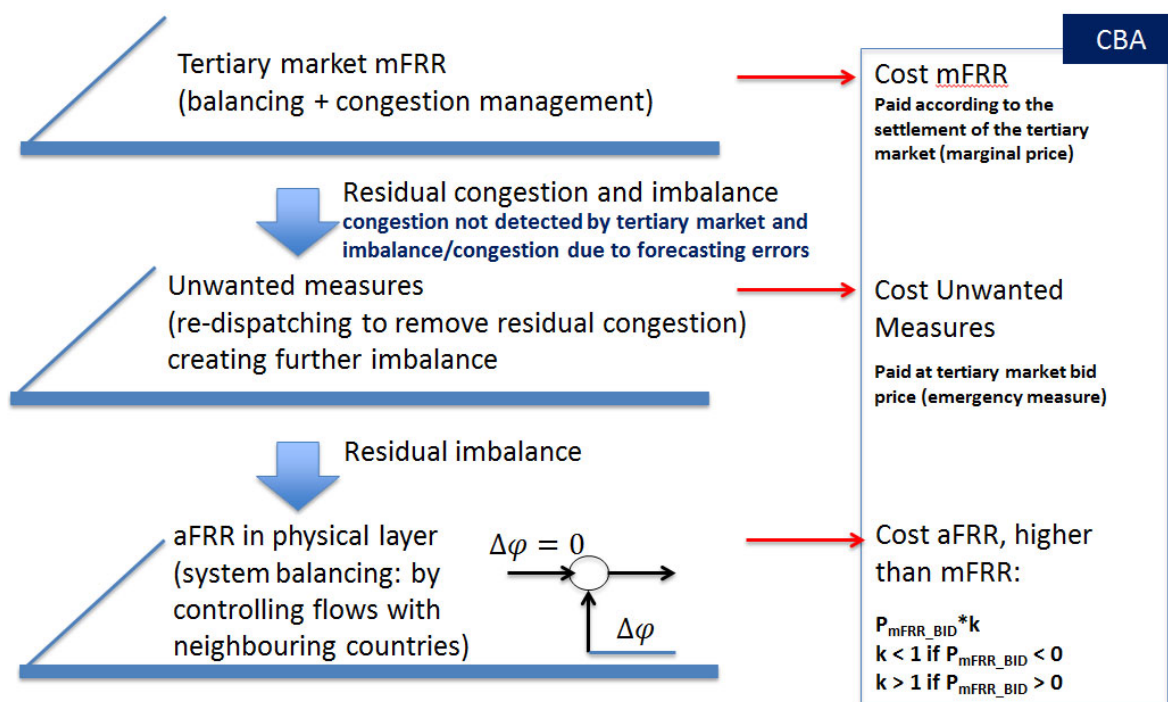 CBA
Tertiary market mFRR
(balancing + congestion management)
Cost mFRR
Paid according to the
settlement of the tertiary
market (marginal price)
Residual congestion and imbalance
congestion not detected by tertiary market and
imbalance/congestion due to forecasting errors
Unwanted measures
(re-dispatching to remove residual congestion)
creating further imbalance
Cost Unwanted
Measures
Paid at tertiary market bid
price (emergency measure)
Residual imbalance
aFRR in physical layer
(system balancing: by
controlling flows with
neighbouring countries)
Δφ = 0
Δφ
Cost aFRR, higher
than mFRR:
PmFRR_BID*k
k < 1 if PmFRR_BID < 0
k > 1 if PmFRR_BID > 0